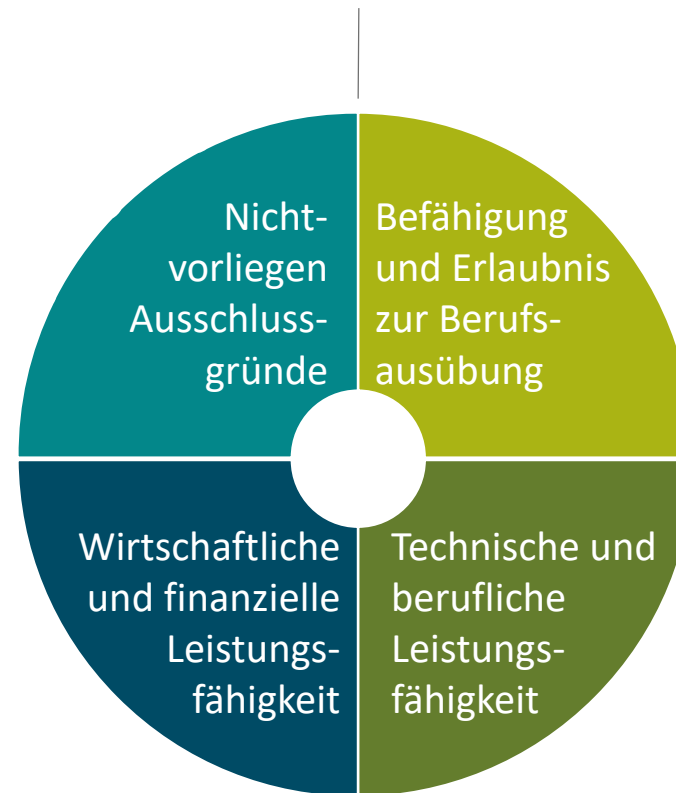 Nicht-
vorliegen
Ausschluss-
gründe
Befähigung
und Erlaubnis
zur Berufs-
ausübung
Wirtschaftliche
und finanzielle
Leistungs-
fähigkeit
Technische und
berufliche
Leistungs-
fähigkeit